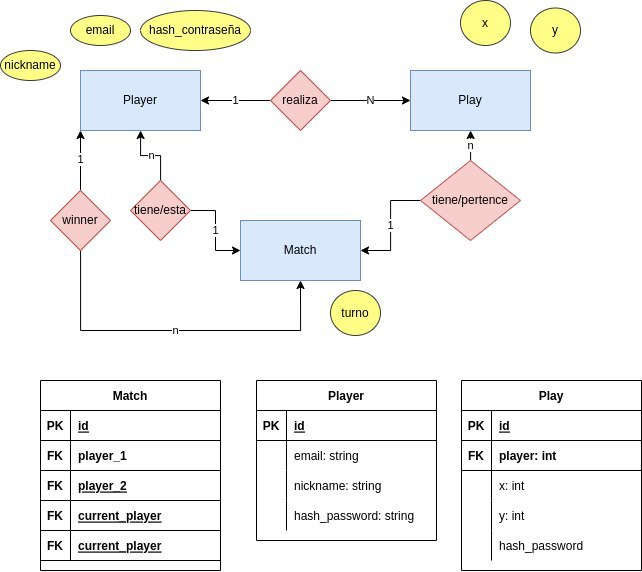 email
hash_contraseña
x
y
nickname
Player
1
realiza
N
Play
1
n
n
winner
tiene/esta
tiene/pertence
1
1
Match
n
turno
Match
PK id
FK player_1
FK player_2
FK current_player
FK current_player
Player
PK id
email: string
nickname: string
hash_password: string
Play
PK id
FK player: int
x: int
y: int
hash_password